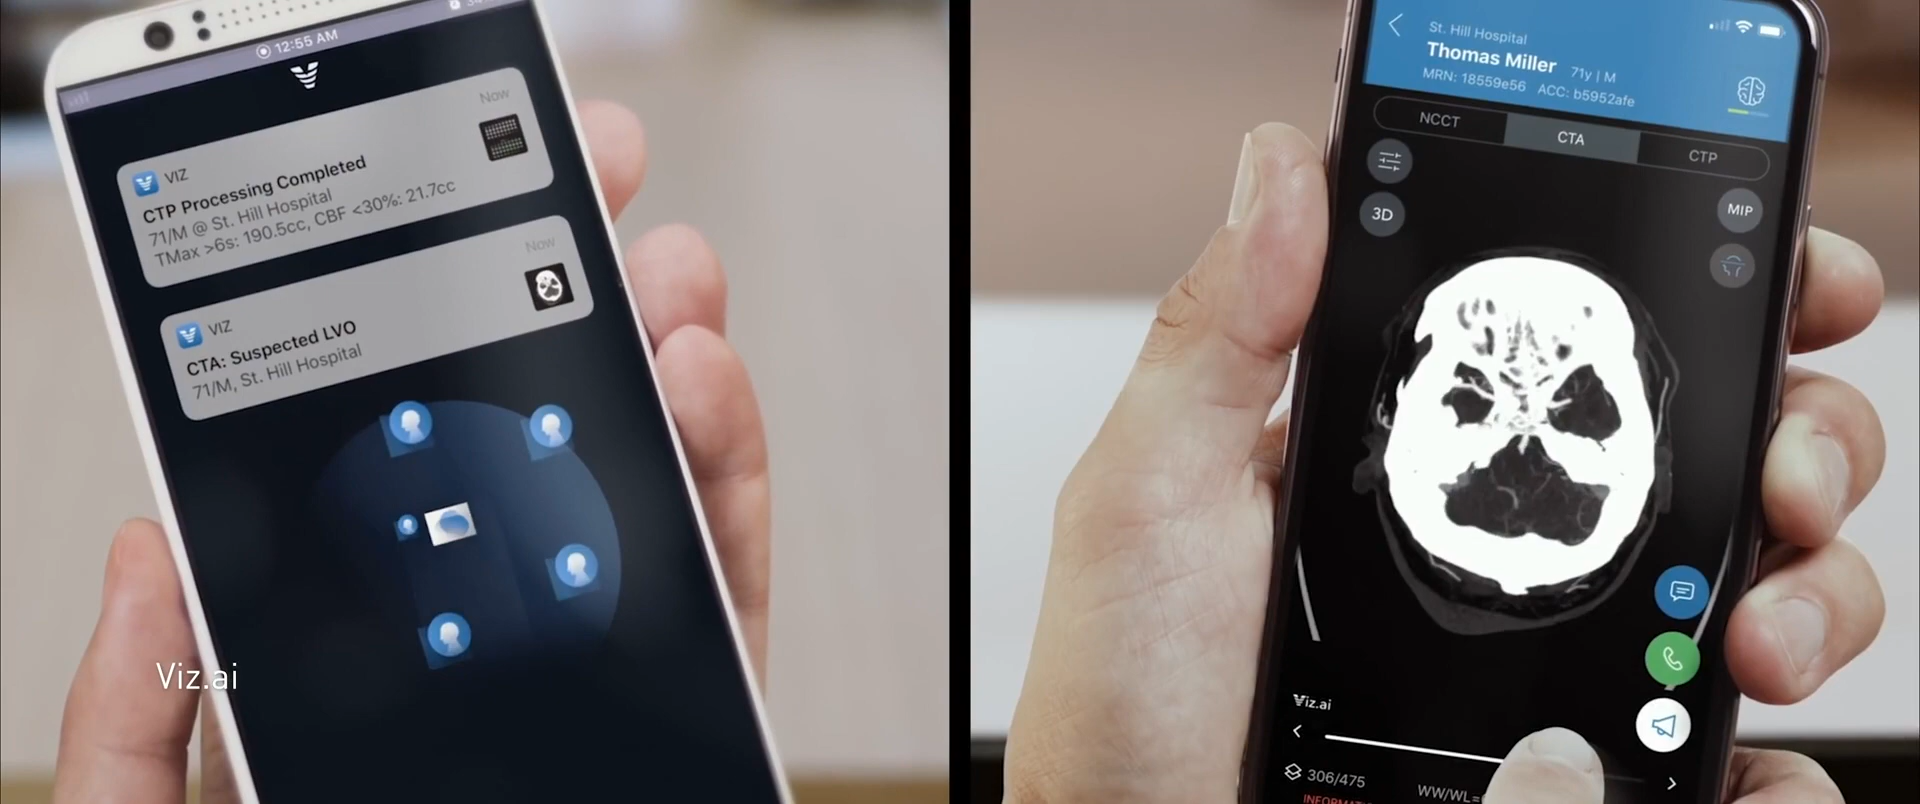 12:55 AM
Now
VIZ
CTP Processing Completed
71/M @ St. Hill Hospital
TMax >6s: 190.5cc, CBF <30%: 21.7cc
Now
VIZ
CTA: Suspected LVO
71/M, St. Hill Hospital
Viz.ai
St. Hill Hospital
Thomas Miller 71y | M
MRN: 18559e56 ACC: b5952afe
NCCT CTA CTP
3D
MIP
Viz.ai
306/475
WW/WL=